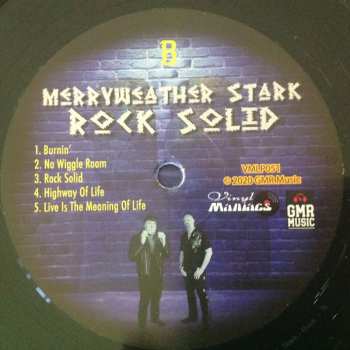 B
MERRYWEATHER STARK
ROCK SOLID
1. Burnin'
2. No Wiggle Room
3. Rock Solid
4. Highway Of Life
5. Live Is The Meaning Of Life
VMLP051
© 2020 GMR Music
Vinyl
Maniacs
GMR
MUSIC